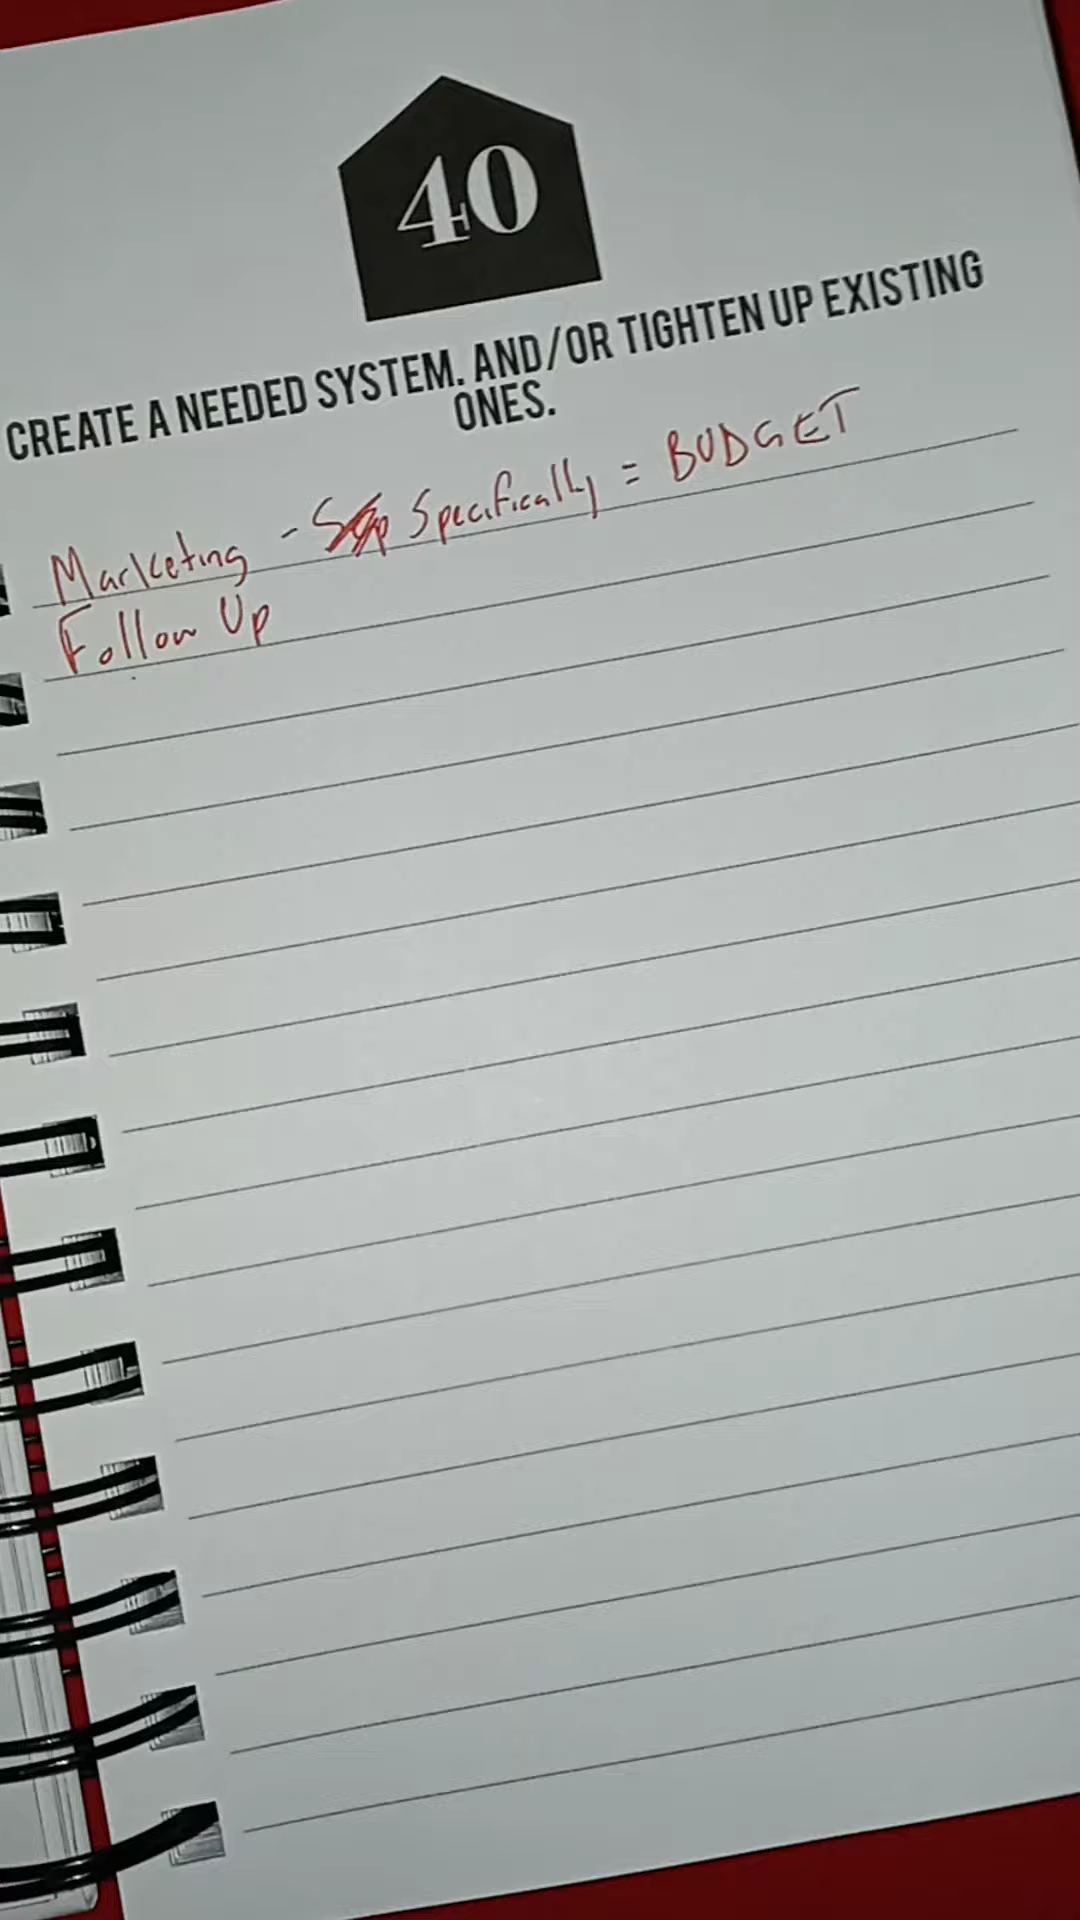 40
CREATE A NEEDED SYSTEM. AND/OR TIGHTEN UP EXISTING
ONES.
Marketing - Specifically = BUDGET
Follow Up